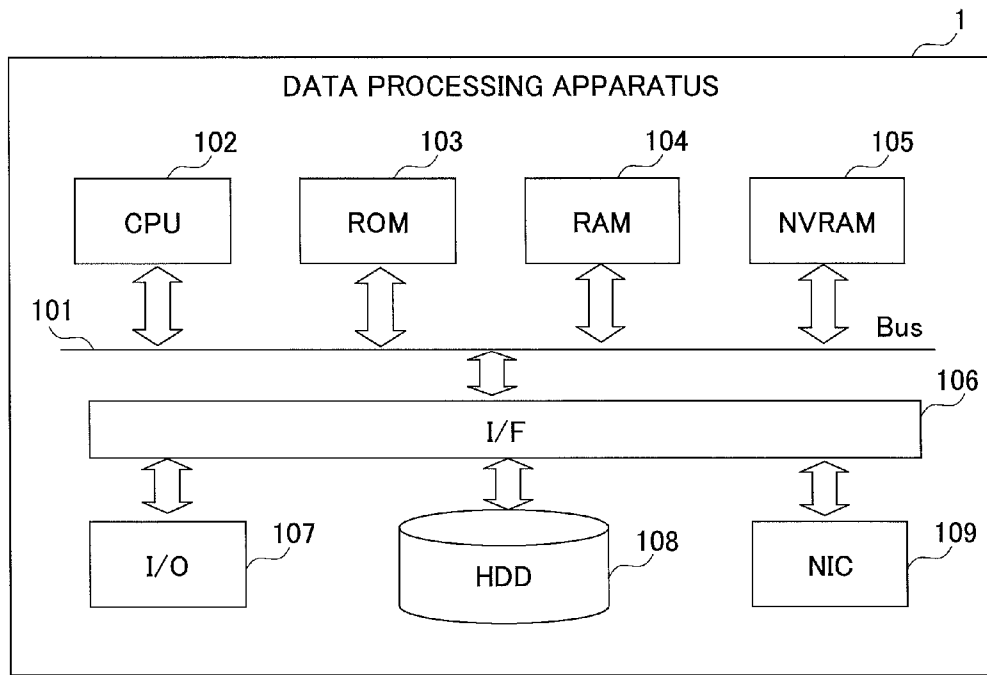 1
DATA PROCESSING APPARATUS
102
103
104
105
CPU
ROM
RAM
NVRAM
101
Bus
106
I/F
107
108
109
I/O
HDD
NIC